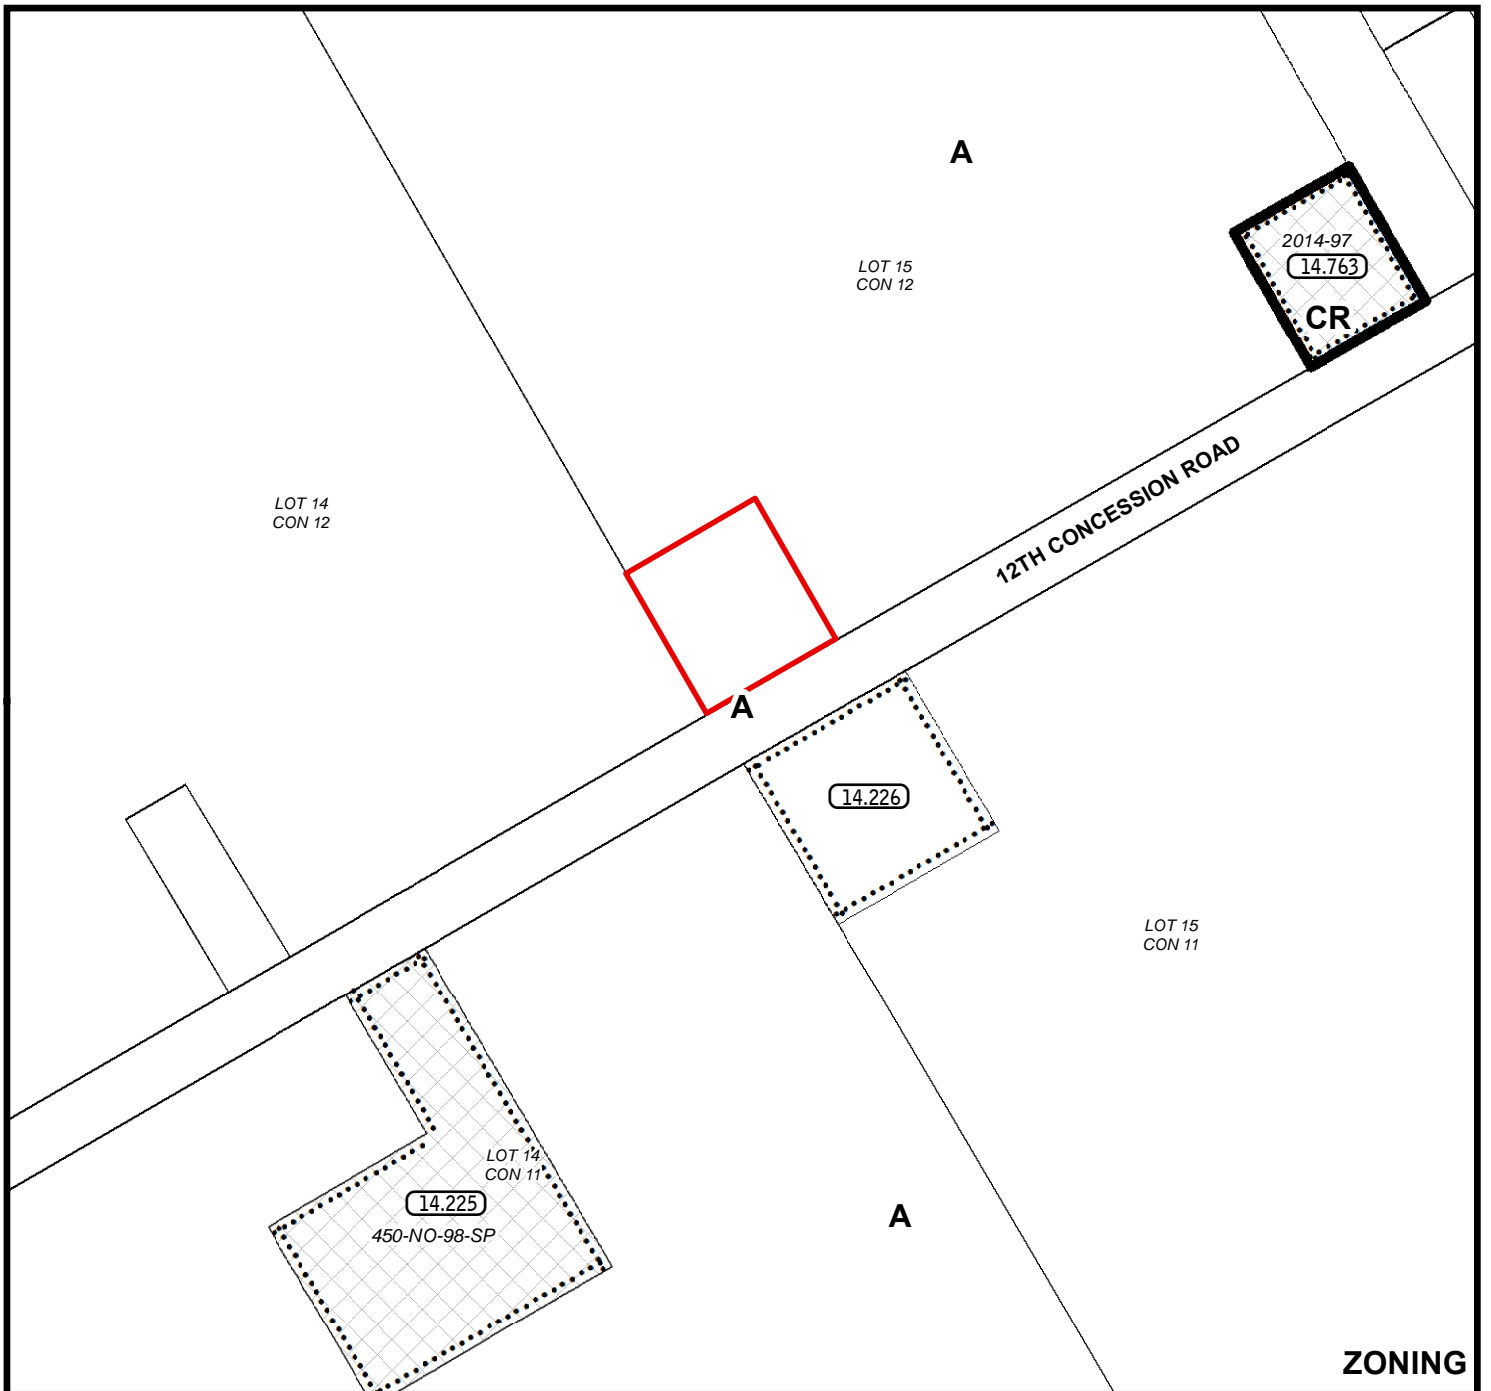 A
2014-97
14.763
CR
LOT 15
CON 12
12TH CONCESSION ROAD
LOT 14
CON 12
A
14.226
LOT 15
CON 11
LOT 14
CON 11
14.225
450-NO-98-SP
A
ZONING